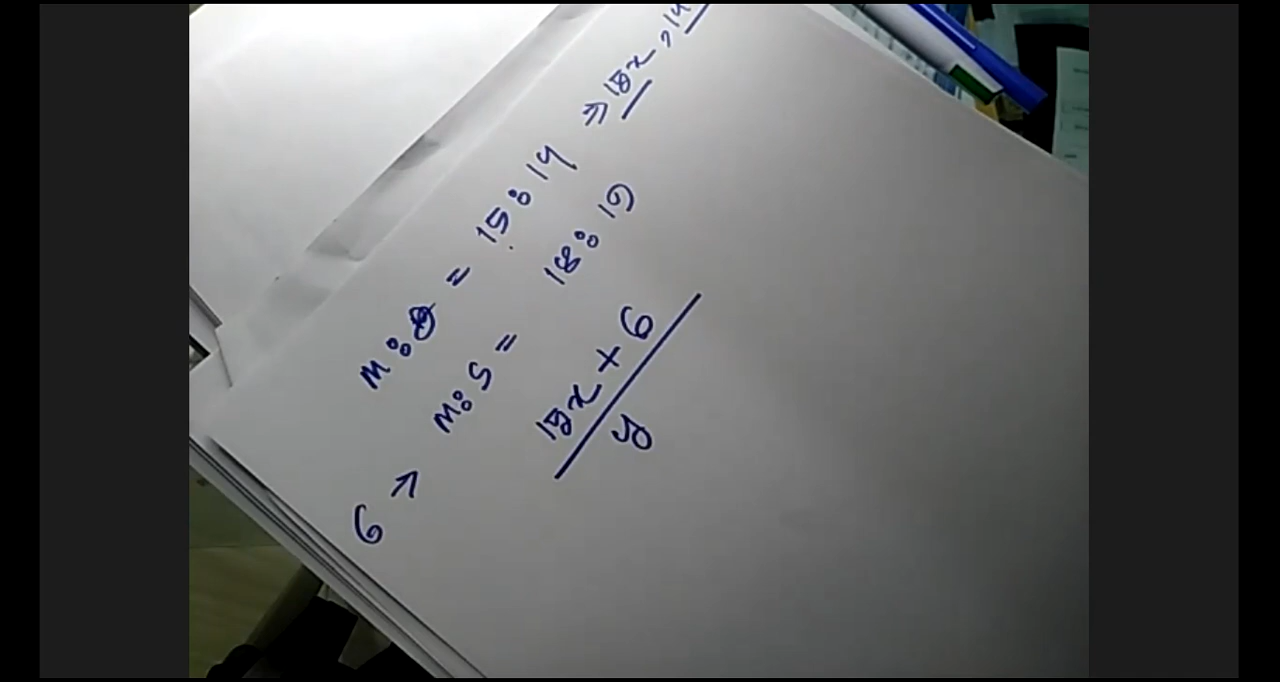 M:D = 15:14 ⇒ 15x, 14
6 > M:S = 18:19
15x + 6
y